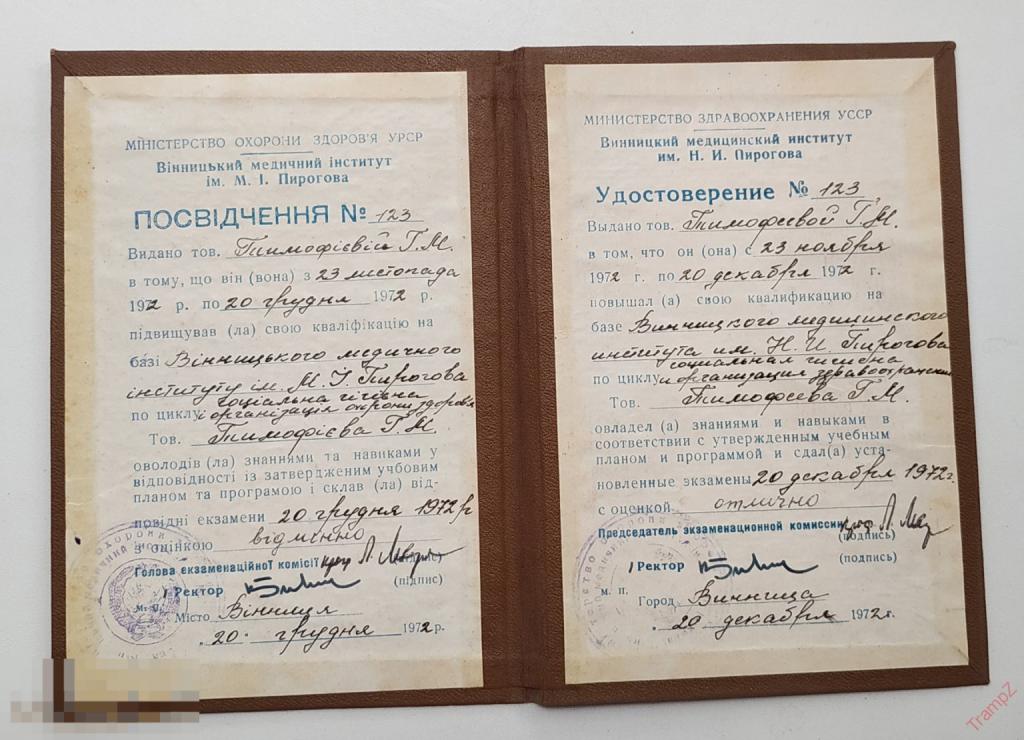 МІНІСТЕРСТВО ОХОРОНИ ЗДОРОВ'Я УРСР
Вінницький медичний інститут
ім. М. І. Пирогова
ПОСВІДЧЕННЯ № 123
Видано тов. Тимофієвій Г.М.
в тому, що він (вона) з 23 листопада
1972 р. по 20 грудня 1972 р.
підвищував (ла) свою кваліфікацію на
базі Вінницького медичного
інституту ім. М. І. Пирогова
соціальна гігієна
по циклу і організація охорони здоров'я
Тов. Тимофієва Г.М.
оволодів (ла) знаннями та навиками у
відповідності із затвердженим учбовим
планом та програмою і склав (ла) від-
повідні екзамени 20 грудня 1972 р
з оцінкою відмінно
Голова екзаменаційної комісії проф
(підпис)
Ректор
(підпис)
М. П.
Місто Вінниця
20. грудня 1972 р.
МИНИСТЕРСТВО ЗДРАВООХРАНЕНИЯ УССР
Винницкий медицинский институт
им. Н. И. Пирогова
Удостоверение № 123
Выдано тов. Тимофеевой Г.М.
в том, что он (она) с 23 ноября
1972 г. по 20 декабря 1972 г.
повышал (а) свою квалификацию на
базе Винницкого медицинского
института им. Н. И. Пирогова
социальная гигиена
по циклу и организация здравоохранения
Тов. Тимофеева Г.М.
овладел (а) знаниями и навыками в
соответствии с утвержденным учебным
планом и программой и сдал(а) уста-
новленные экзамены 20 декабря 1972 г.
с оценкой отлично
Председатель экзаменационной комиссии проф
(подпись)
Ректор
(подпись)
м. п.
Город Винница
20 декабря 1972 г.
TrampZ